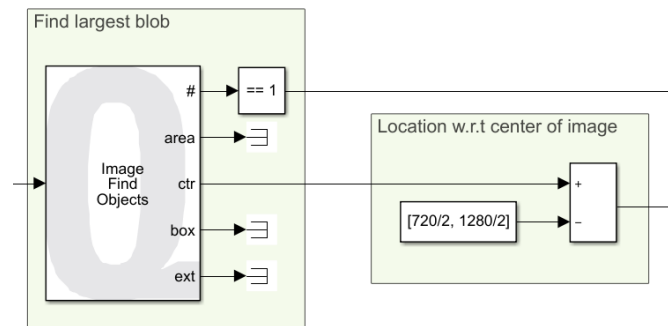 Find largest blob
#
== 1
area
Image
Find
Objects
ctr
box
ext
Location w.r.t center of image
+
[720/2, 1280/2]
−